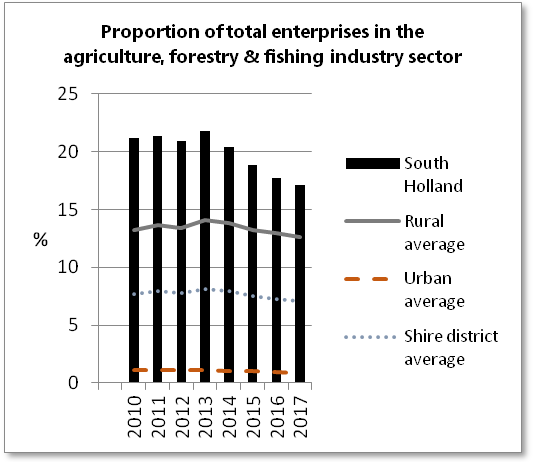 Proportion of total enterprises in the
agriculture, forestry & fishing industry sector
25
20
15
10
5
0
%
2010
2011
2012
2013
2014
2015
2016
2017
South
Holland
Rural
average
Urban
average
Shire district
average